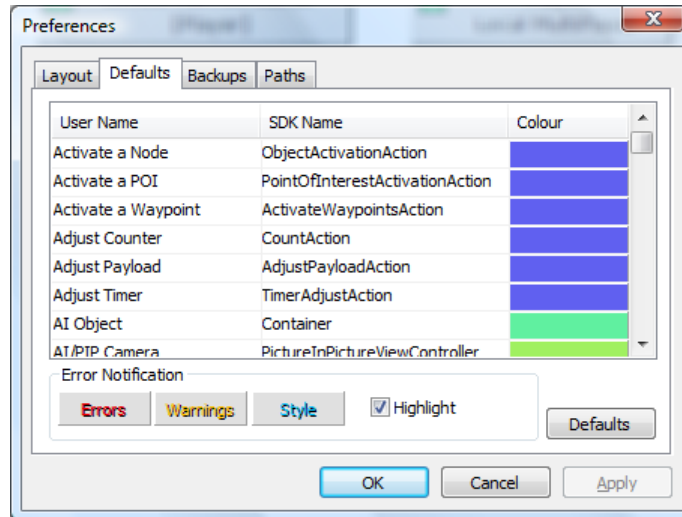 Preferences
Layout Defaults Backups Paths
User Name SDK Name Colour
Activate a Node ObjectActivationAction
Activate a POI PointOfInterestActivationAction
Activate a Waypoint ActivateWaypointsAction
Adjust Counter CountAction
Adjust Payload AdjustPayloadAction
Adjust Timer TimerAdjustAction
AI Object Container
AI/PIP Camera PictureInPictureViewController
Error Notification
Errors Warnings Style Highlight
Defaults
OK Cancel Apply